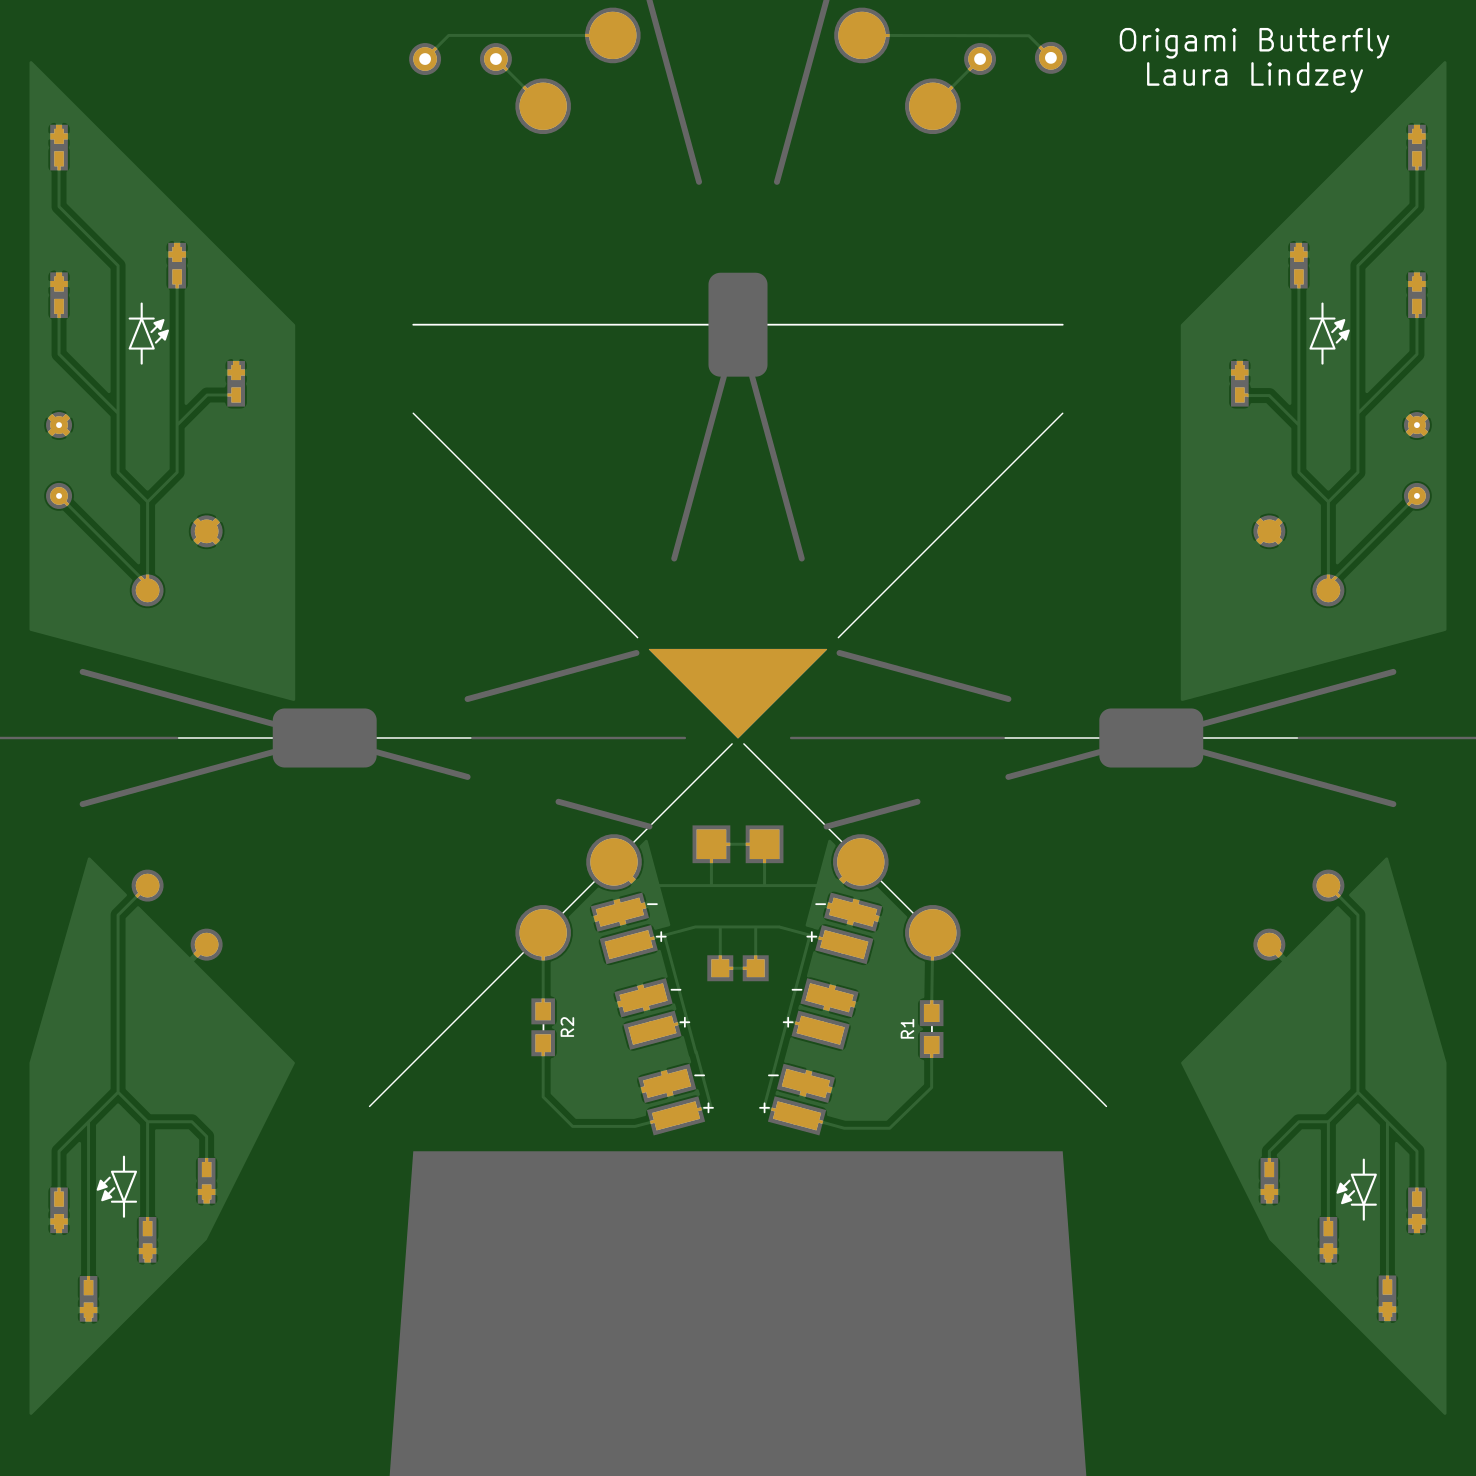 Origami Butterfly
Laura Lindzey
− −
+ +
− −
+ +
R2 R1
− −
+ +